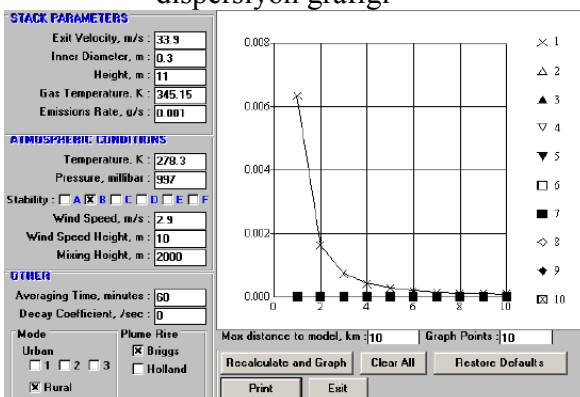 dispersiyon grafiği
STACK PARAMETERS
Exit Velocity, m/s : 33.9
Inner Diameter, m : 0.3
Height, m : 11
Gas Temperature, K : 345.15
Emissions Rate, g/s : 0.001
ATMOSPHERIC CONDITIONS
Temperature, K : 278.3
Pressure, millibar : 997
Stability : A B C D E F
Wind Speed, m/s : 2.9
Wind Speed Height, m : 10
Mixing Height, m : 2000
OTHER
Averaging Time, minutes : 60
Decay Coefficient, /sec : 0
Mode
Urban
1 2 3
Rural
Plume Rise
Briggs
Holland
0.008
0.006
0.004
0.002
0.000
0 2 4 6 8 10
1
2
3
4
5
6
7
8
9
10
Max distance to model, km : 10 Graph Points : 10
Recalculate and Graph Clear All Restore Defaults
Print Exit